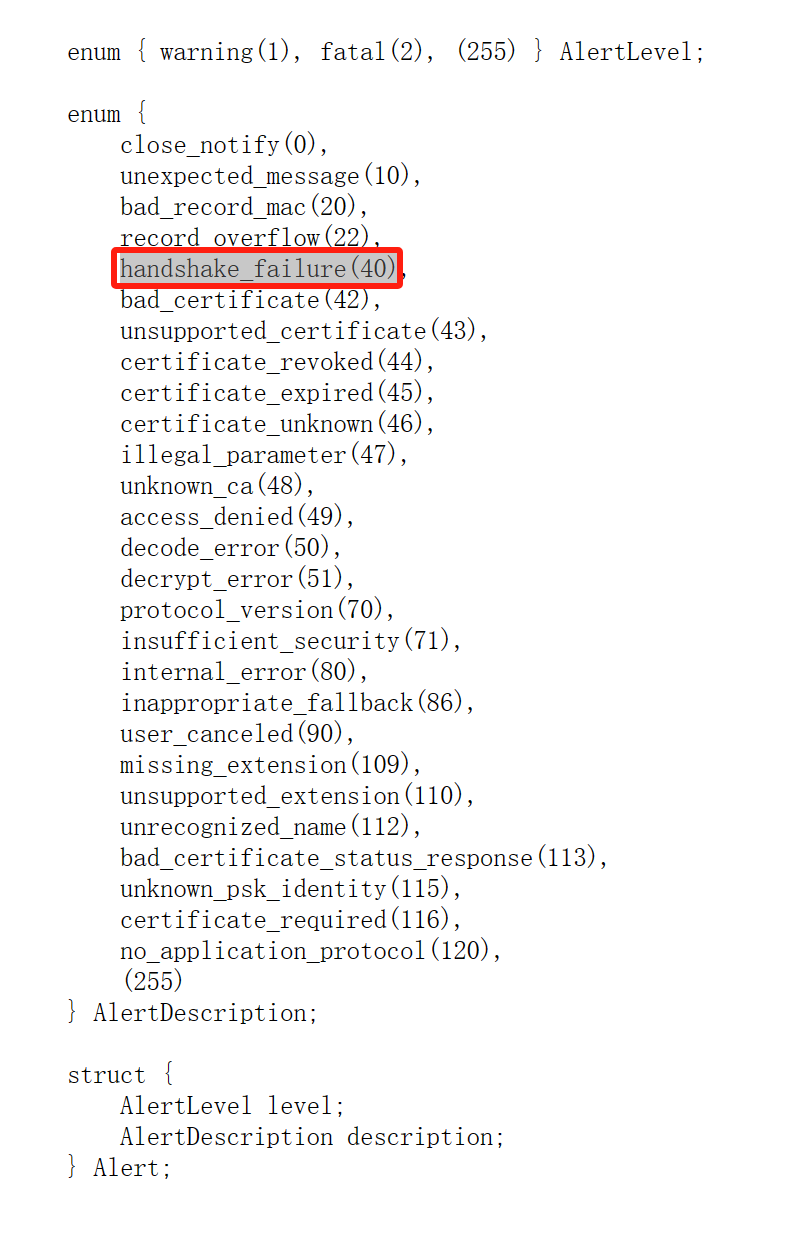 enum { warning(1), fatal(2), (255) } AlertLevel;
enum {
close_notify(0),
unexpected_message(10),
bad_record_mac(20),
record_overflow(22),
handshake_failure(40),
bad_certificate(42),
unsupported_certificate(43),
certificate_revoked(44),
certificate_expired(45),
certificate_unknown(46),
illegal_parameter(47),
unknown_ca(48),
access_denied(49),
decode_error(50),
decrypt_error(51),
protocol_version(70),
insufficient_security(71),
internal_error(80),
inappropriate_fallback(86),
user_canceled(90),
missing_extension(109),
unsupported_extension(110),
unrecognized_name(112),
bad_certificate_status_response(113),
unknown_psk_identity(115),
certificate_required(116),
no_application_protocol(120),
(255)
} AlertDescription;
struct {
AlertLevel level;
AlertDescription description;
} Alert;